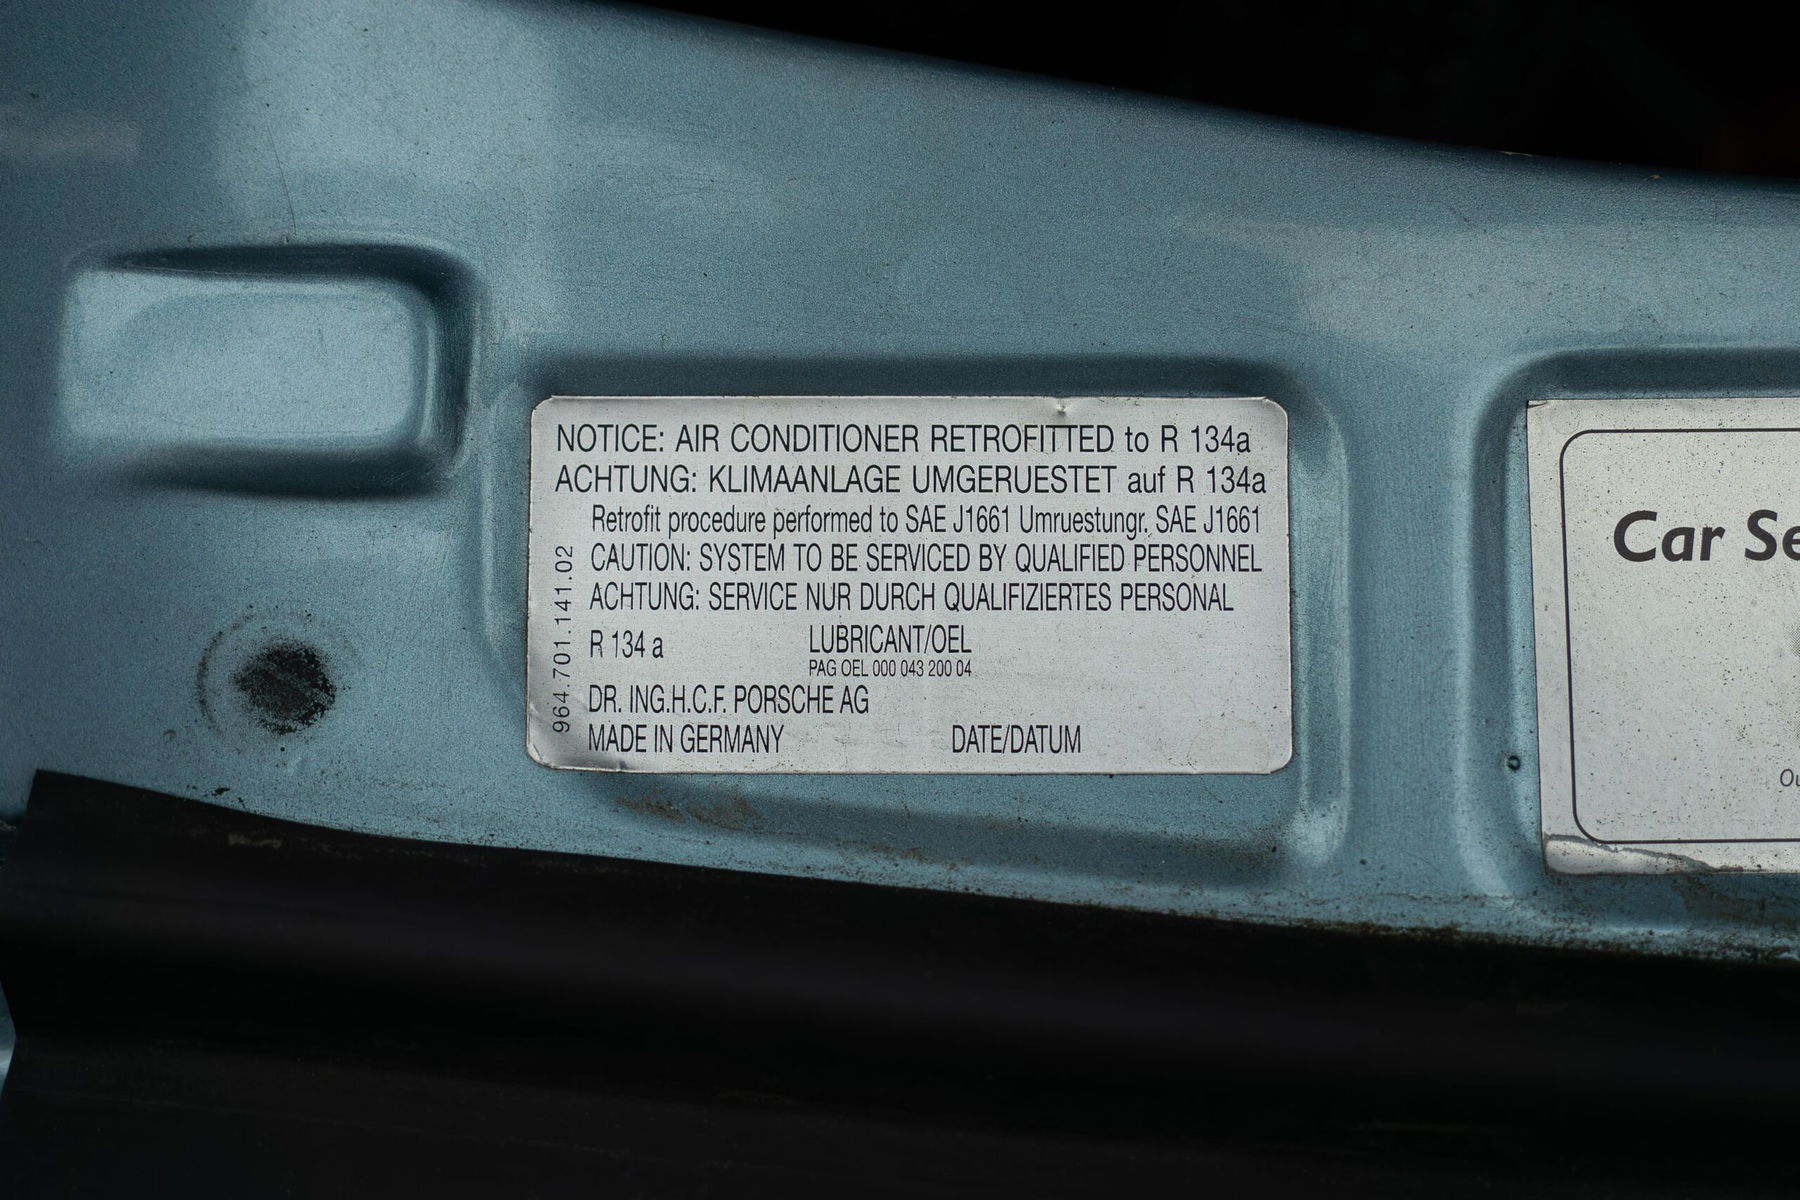 NOTICE: AIR CONDITIONER RETROFITTED to R 134a
ACHTUNG: KLIMAANLAGE UMGERUESTET auf R 134a
Retrofit procedure performed to SAE J1661 Umruestungr. SAE J1661
CAUTION: SYSTEM TO BE SERVICED BY QUALIFIED PERSONNEL
ACHTUNG: SERVICE NUR DURCH QUALIFIZIERTES PERSONAL
R 134 a LUBRICANT/OEL
PAG OEL 000 043 200 04
DR. ING.H.C.F. PORSCHE AG
MADE IN GERMANY DATE/DATUM
964.701.141.02
Car Se
Ou